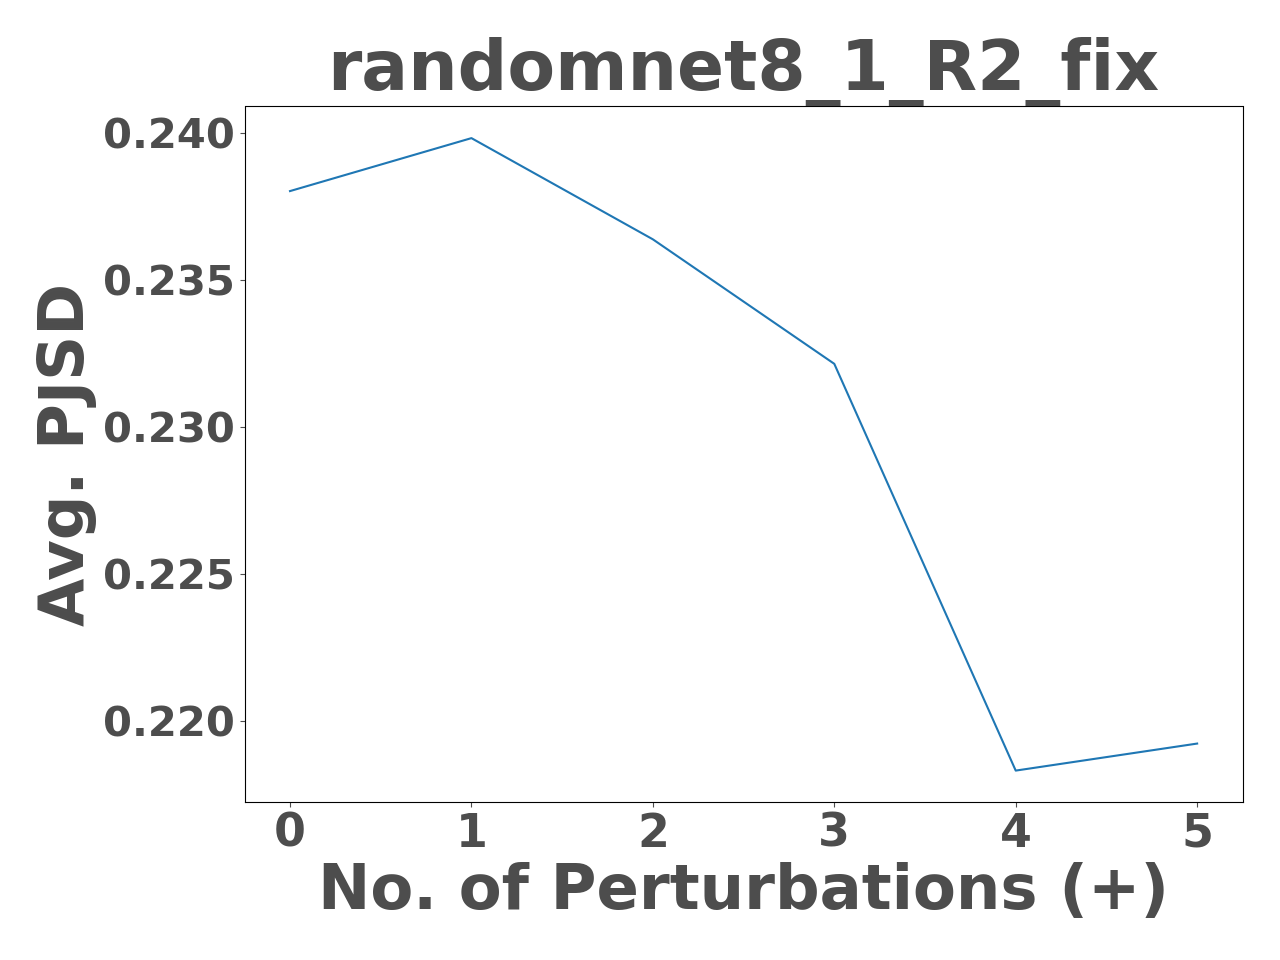 randomnet8_1_R2_fix
0.240
0.235
0.230
0.225
0.220
Avg. PJSD
0 1 2 3 4 5
No. of Perturbations (+)